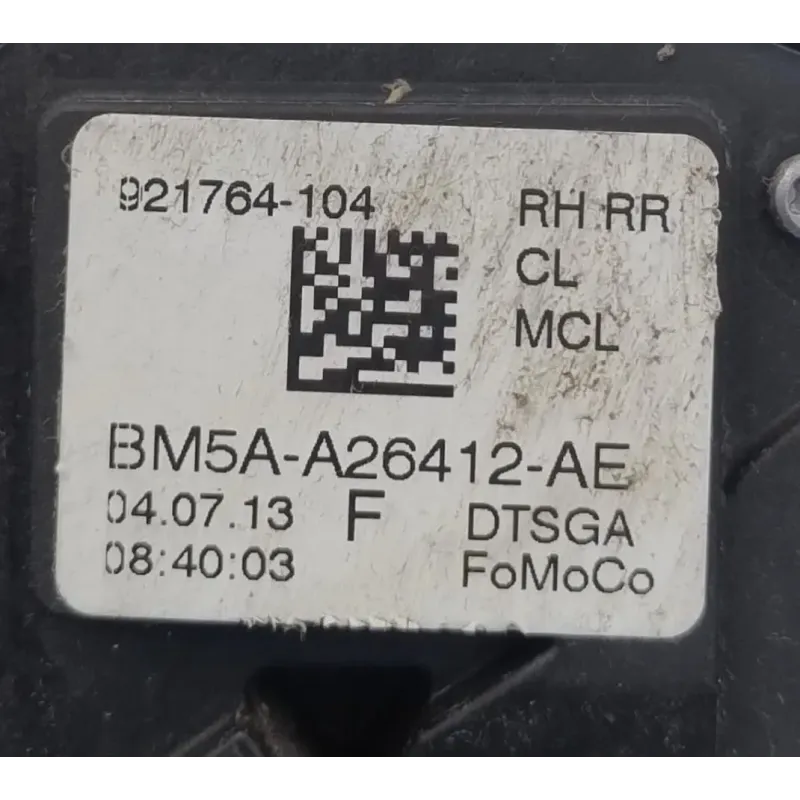 921764-104 RH RR
CL
MCL
BM5A-A26412-AE
04.07.13 F DTSGA
08:40:03 FoMoCo